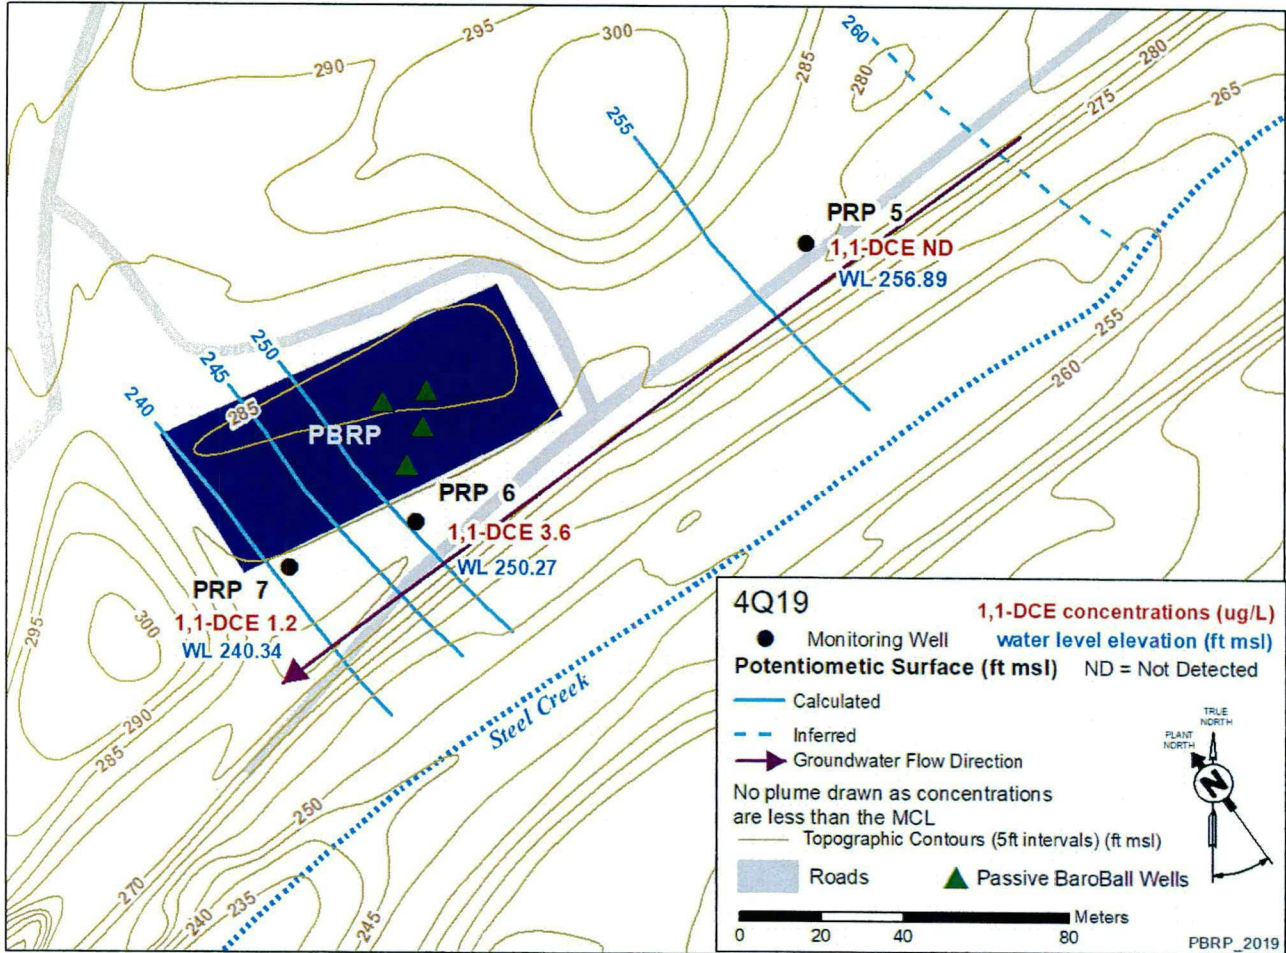 295
300
290
285
260
280
280
275
265
255
PRP 5
1,1-DCE ND
WL 256.89
255
260
250
245
240
285
PBRP
PRP 6
1,1-DCE 3.6
WL 250.27
PRP 7
1,1-DCE 1.2
WL 240.34
295
300
290
285
Steel Creek
250
270
240
235
245
4Q19
1,1-DCE concentrations (ug/L)
Monitoring Well
water level elevation (ft msl)
Potentiometic Surface (ft msl)
ND = Not Detected
Calculated
Inferred
Groundwater Flow Direction
No plume drawn as concentrations
are less than the MCL
Topographic Contours (5ft intervals) (ft msl)
Roads
Passive BaroBall Wells
TRUE
NORTH
PLANT
NORTH
N
Meters
0 20 40 80
PBRP_2019